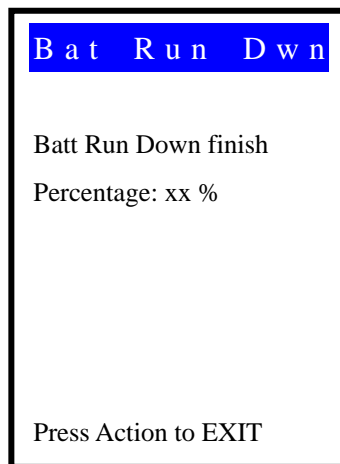 Bat Run Dwn
Batt Run Down finish
Percentage: xx %
Press Action to EXIT